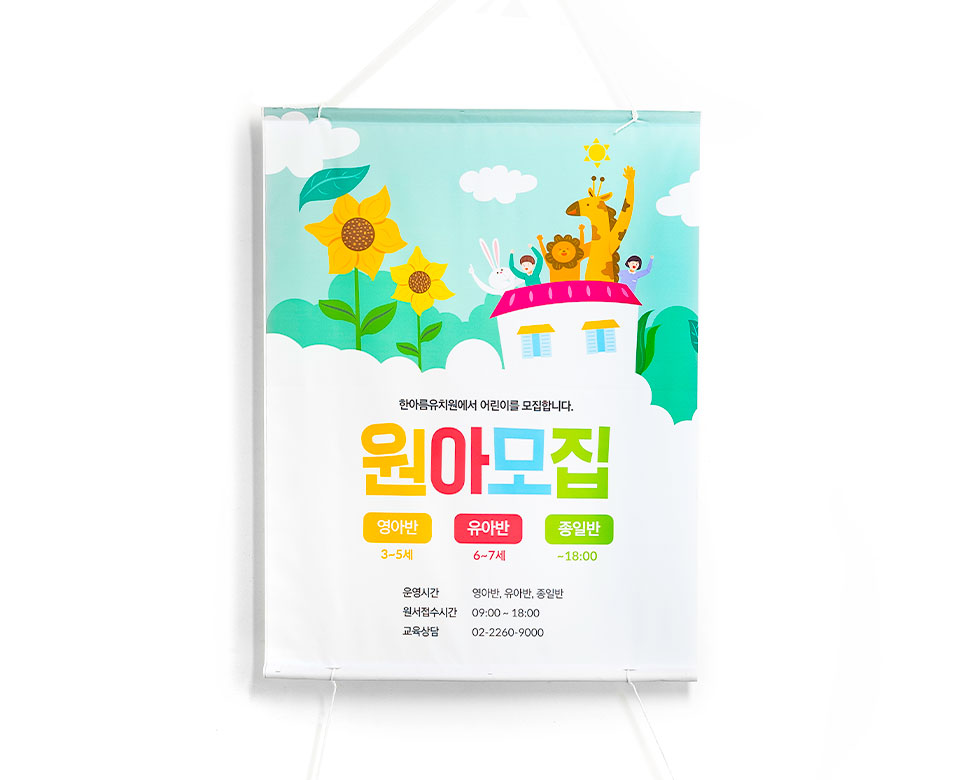 한아름유치원에서 어린이를 모집합니다.
원아모집
영아반 유아반 종일반
3~5세 6~7세 ~18:00
운영시간 영아반, 유아반, 종일반
원서접수시간 09:00 ~ 18:00
교육상담 02-2260-9000